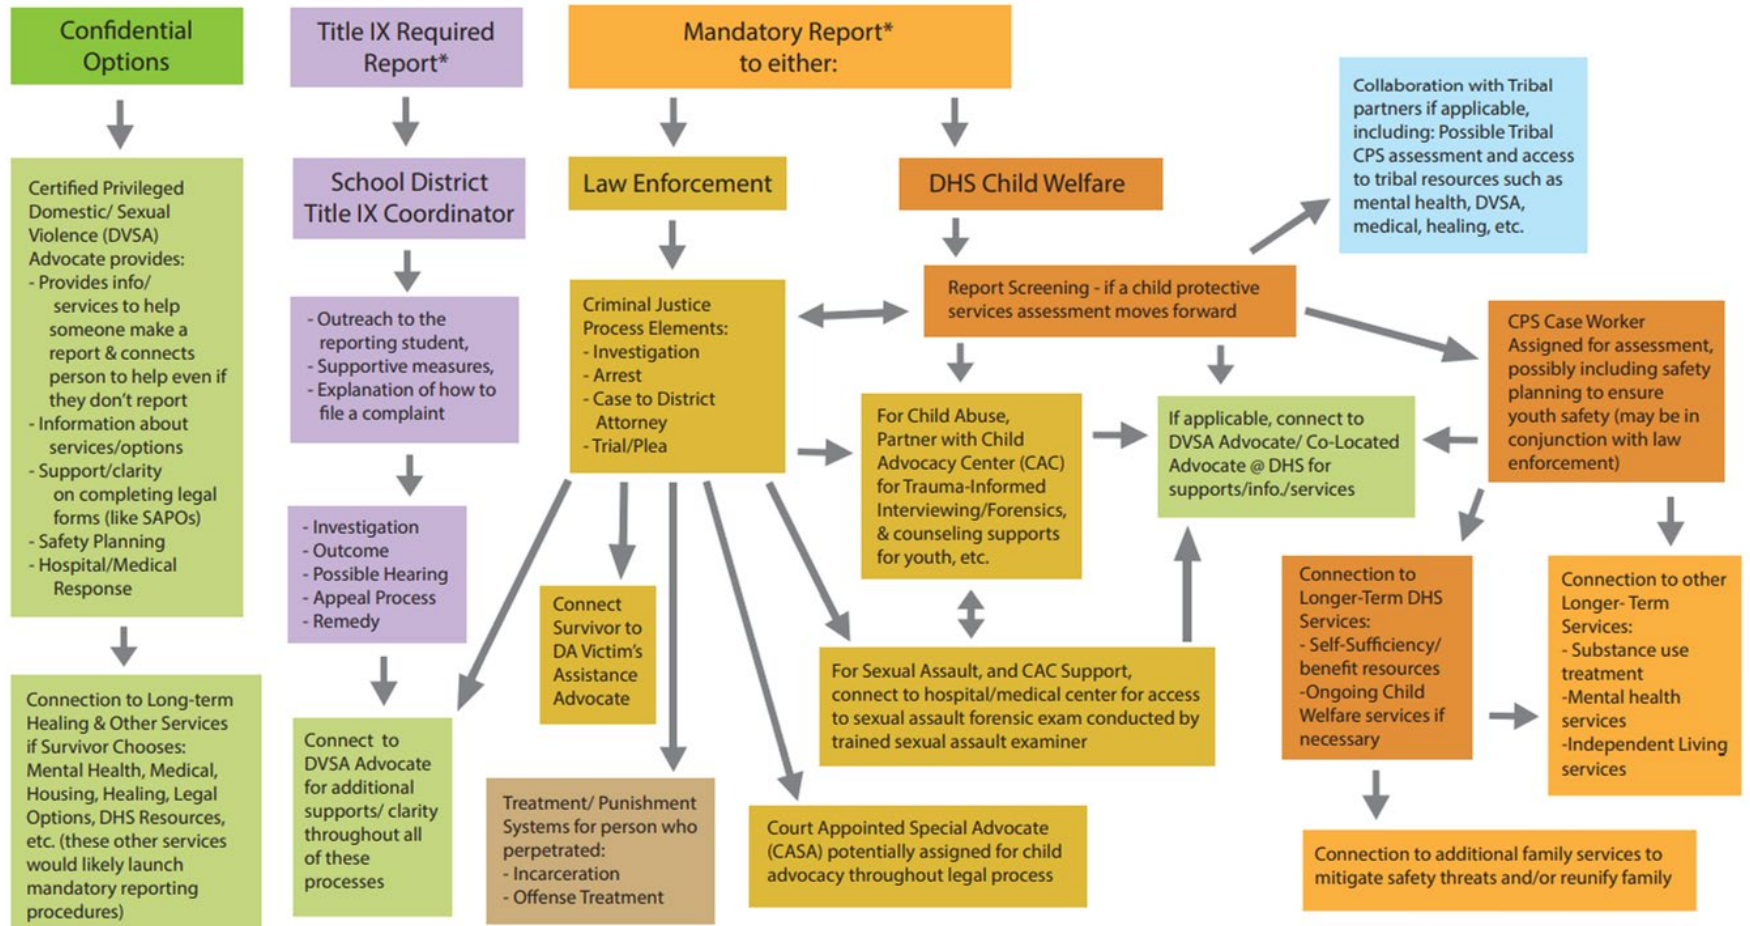 Confidential
Options
Title IX Required
Report*
Mandatory Report*
to either:
Collaboration with Tribal
partners if applicable,
including: Possible Tribal
CPS assessment and access
to tribal resources such as
mental health, DVSA,
medical, healing, etc.
Certified Privileged
Domestic/ Sexual
Violence (DVSA)
Advocate provides:
- Provides info/
services to help
someone make a
report & connects
person to help even if
they don't report
- Information about
services/options
- Support/clarity
on completing legal
forms (like SAPOs)
- Safety Planning
- Hospital/Medical
Response
School District
Title IX Coordinator
Law Enforcement
DHS Child Welfare
- Outreach to the
reporting student,
- Supportive measures,
- Explanation of how to
file a complaint
Criminal Justice
Process Elements:
- Investigation
- Arrest
- Case to District
Attorney
- Trial/Plea
Report Screening - if a child protective
services assessment moves forward
CPS Case Worker
Assigned for assessment,
possibly including safety
planning to ensure
youth safety (may be in
conjunction with law
enforcement)
For Child Abuse,
Partner with Child
Advocacy Center (CAC)
for Trauma-Informed
Interviewing/Forensics,
& counseling supports
for youth, etc.
If applicable, connect to
DVSA Advocate/ Co-Located
Advocate @ DHS for
supports/info./services
- Investigation
- Outcome
- Possible Hearing
- Appeal Process
- Remedy
Connect
Survivor to
DA Victim's
Assistance
Advocate
Connection to
Longer-Term DHS
Services:
- Self-Sufficiency/
benefit resources
-Ongoing Child
Welfare services if
necessary
Connection to other
Longer- Term
Services:
- Substance use
treatment
-Mental health
services
-Independent Living
services
Connection to Long-term
Healing & Other Services
if Survivor Chooses:
Mental Health, Medical,
Housing, Healing, Legal
Options, DHS Resources,
etc. (these other services
would likely launch
mandatory reporting
procedures)
Connect to
DVSA Advocate
for additional
supports/ clarity
throughout all
of these
processes
For Sexual Assault, and CAC Support,
connect to hospital/medical center for access
to sexual assault forensic exam conducted by
trained sexual assault examiner
Treatment/ Punishment
Systems for person who
perpetrated:
- Incarceration
- Offense Treatment
Court Appointed Special Advocate
(CASA) potentially assigned for child
advocacy throughout legal process
Connection to additional family services to
mitigate safety threats and/or reunify family